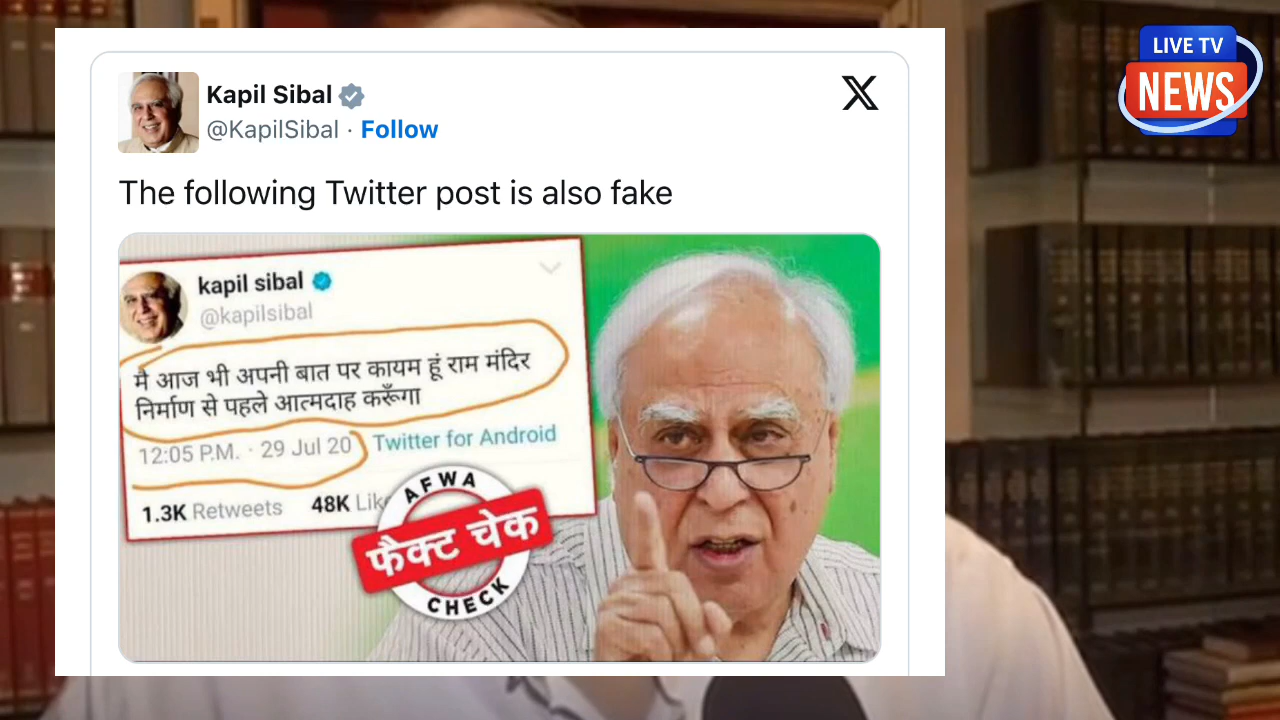 LIVE TV
NEWS
Kapil Sibal
@KapilSibal · Follow
The following Twitter post is also fake
kapil sibal
@kapilsibal
मै आज भी अपनी बात पर कायम हूं राम मंदिर
निर्माण से पहले आत्मदाह करूँगा
12:05 P.M. · 29 Jul 20
Twitter for Android
1.3K Retweets 48K Lik
AFWA
फैक्ट चेक
CHECK